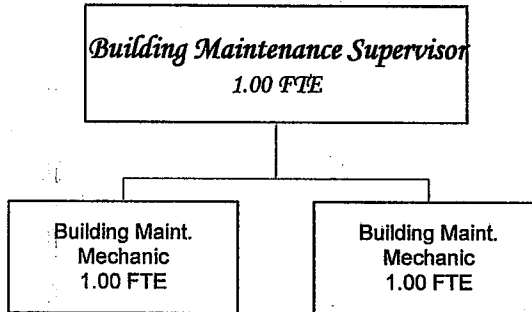 Building Maintenance Supervisor
1.00 FTE
Building Maint.
Mechanic
1.00 FTE
Building Maint.
Mechanic
1.00 FTE